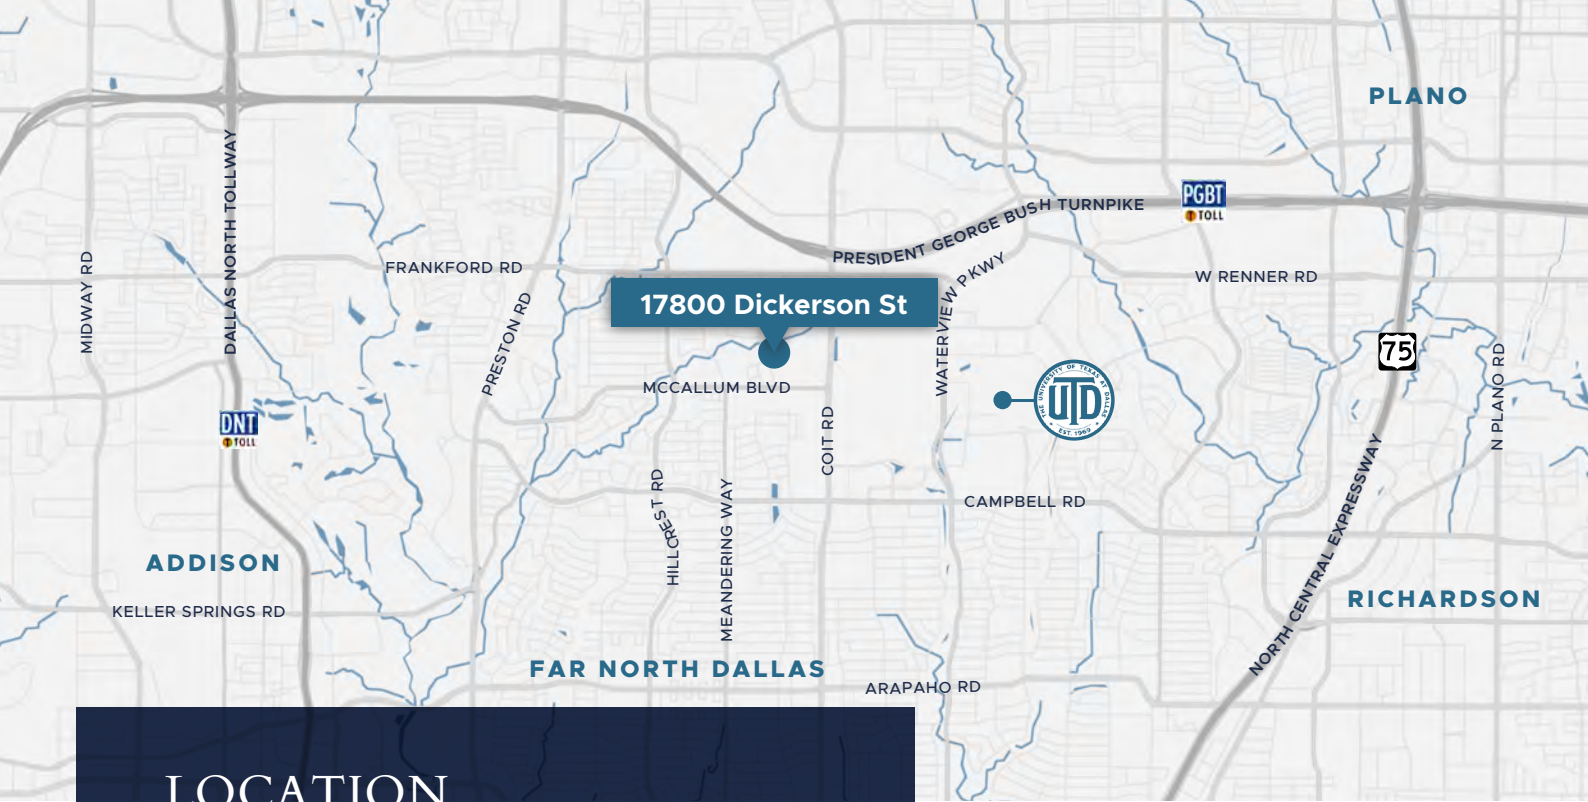 PLANO
DALLAS NORTH TOLLWAY
PGBT
TOLL
PRESIDENT GEORGE BUSH TURNPIKE
MIDWAY RD
FRANKFORD RD
W RENNER RD
WATERVIEW PKWY
PRESTON RD
17800 Dickerson St
75
N PLANO RD
MCCALLUM BLVD
THE UNIVERSITY OF TEXAS AT DALLAS
UTD
EST. 1969
DNT
TOLL
COIT RD
NORTH CENTRAL EXPRESSWAY
HILLCREST RD
MEANDERING WAY
CAMPBELL RD
ADDISON
KELLER SPRINGS RD
RICHARDSON
FAR NORTH DALLAS
ARAPAHO RD
LOCATION